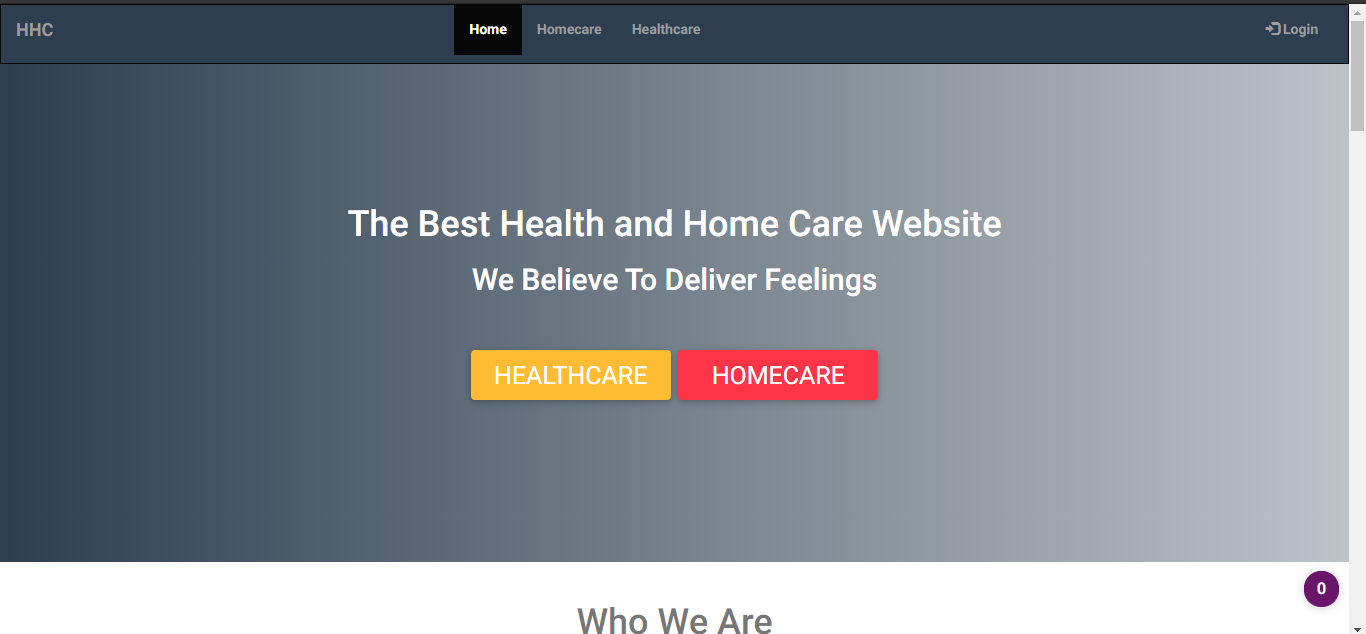 HHC Home Homecare Healthcare Login
The Best Health and Home Care Website
We Believe To Deliver Feelings
HEALTHCARE HOMECARE
0
Who We Are